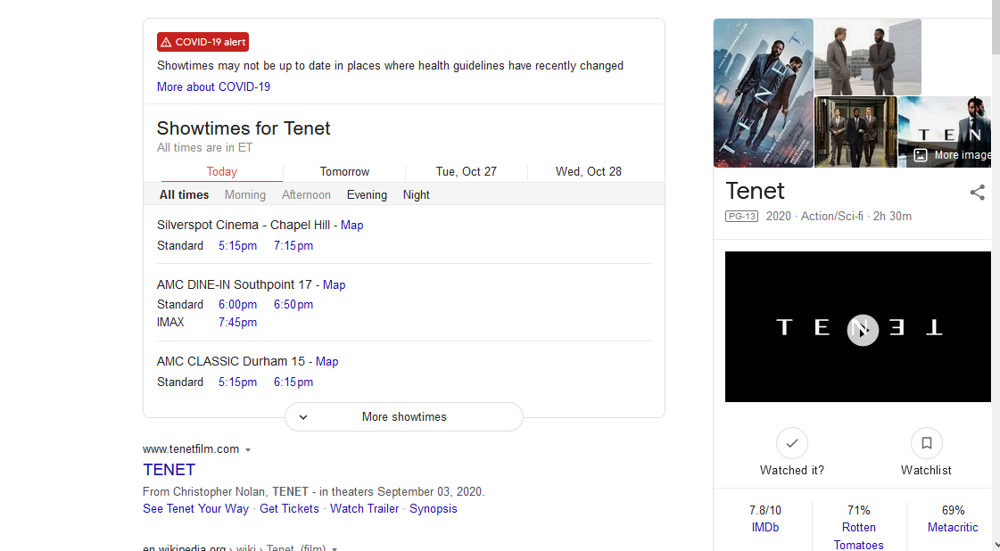 COVID-19 alert
Showtimes may not be up to date in places where health guidelines have recently changed
More about COVID-19
Showtimes for Tenet
All times are in ET
Today Tomorrow Tue, Oct 27 Wed, Oct 28
All times Morning Afternoon Evening Night
Silverspot Cinema - Chapel Hill - Map
Standard 5:15pm 7:15pm
AMC DINE-IN Southpoint 17 - Map
Standard 6:00pm 6:50pm
IMAX 7:45pm
AMC CLASSIC Durham 15 - Map
Standard 5:15pm 6:15pm
More showtimes
www.tenetfilm.com
TENET
From Christopher Nolan, TENET - in theaters September 03, 2020.
See Tenet Your Way · Get Tickets · Watch Trailer · Synopsis
en.wikipedia.org › wiki › Tenet_(film)
TENET
T E N
More image
Tenet
PG-13 2020 · Action/Sci-fi · 2h 30m
T E N E T
Watched it? Watchlist
7.8/10 71% 69%
IMDb Rotten Metacritic
Tomatoes